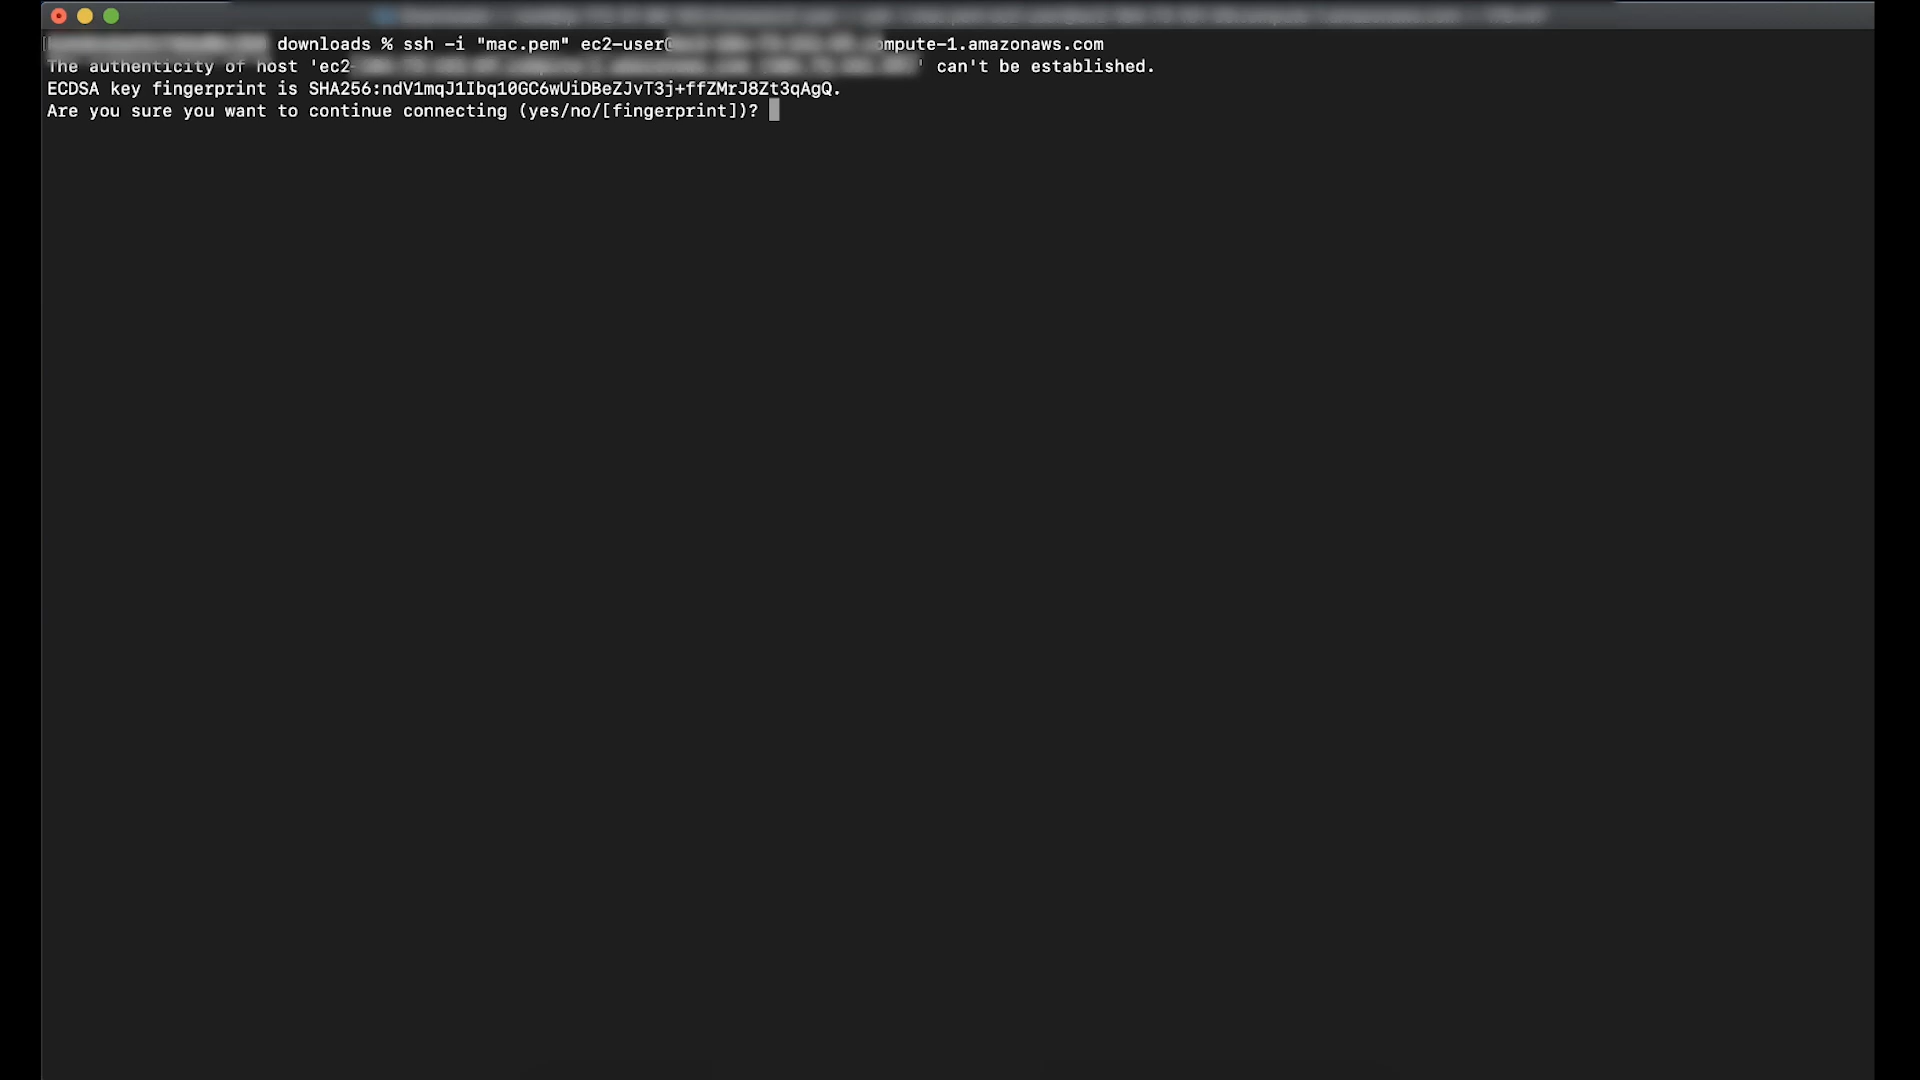 downloads % ssh -i "mac.pem" ec2-user@ ompute-1.amazonaws.com
The authenticity of host 'ec2- ' can't be established.
ECDSA key fingerprint is SHA256:ndV1mqJ1Ibq10GC6wUiDBeZJvT3j+ffZMrJ8Zt3qAgQ.
Are you sure you want to continue connecting (yes/no/[fingerprint])?